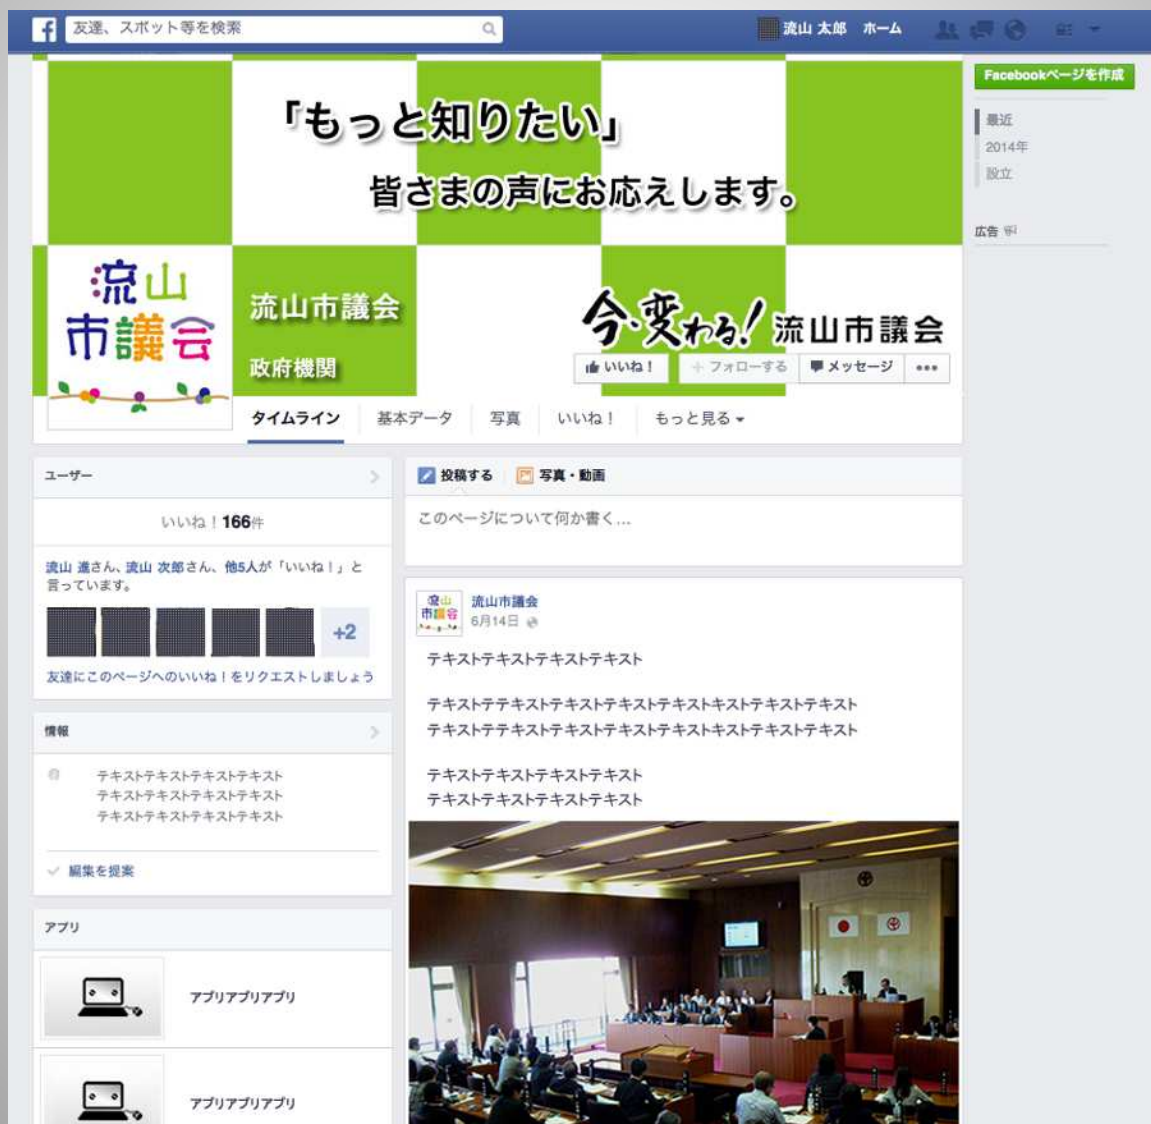 友達、スポット等を検索
流山 太郎 ホーム
Facebookページを作成
最近
2014年
設立
広告
「もっと知りたい」
皆さまの声にお応えします。
流山
市議会
流山市議会
政府機関
今・変わる！流山市議会
いいね！
+ フォローする
メッセージ
タイムライン
基本データ
写真
いいね！
もっと見る
ユーザー
いいね！166件
流山 進さん、流山 次郎さん、他5人が「いいね！」と
言っています。
+2
友達にこのページへのいいね！をリクエストしましょう
情報
テキストテキストテキストテキスト
テキストテキストテキストテキスト
テキストテキストテキストテキスト
編集を提案
アプリ
アプリアプリアプリ
アプリアプリアプリ
投稿する
写真・動画
このページについて何か書く...
流山
市議会
流山市議会
6月14日
テキストテキストテキストテキスト
テキストテテキストテキストテキストテキストキストテキストテキスト
テキストテテキストテキストテキストテキストキストテキストテキスト
テキストテキストテキストテキスト
テキストテキストテキストテキスト